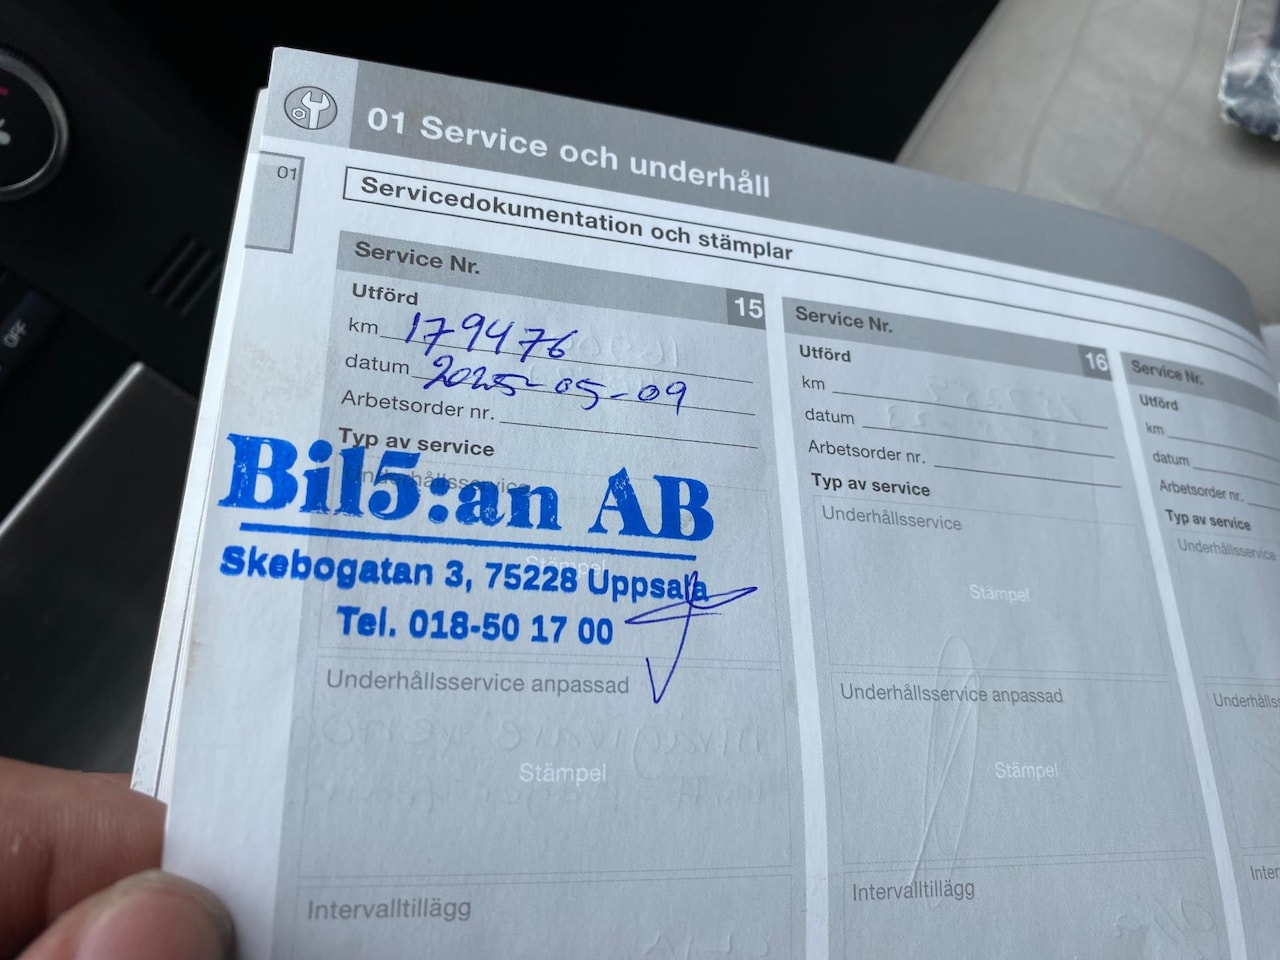 01 Service och underhåll
01
Servicedokumentation och stämplar
Service Nr.
15
Utförd
km 179476
datum 2025-05-09
Arbetsorder nr.
Typ av service
Underhållsservice
Stämpel
Bil5:an AB
Skebogatan 3, 75228 Uppsala
Tel. 018-50 17 00
Underhållsservice anpassad
Stämpel
Intervalltillägg
Service Nr.
16
Utförd
km
datum
Arbetsorder nr.
Typ av service
Underhållsservice
Stämpel
Underhållsservice anpassad
Stämpel
Intervalltillägg
Service Nr.
Utförd
km
datum
Arbetsorder nr.
Typ av service
Underhållsservice
OFF